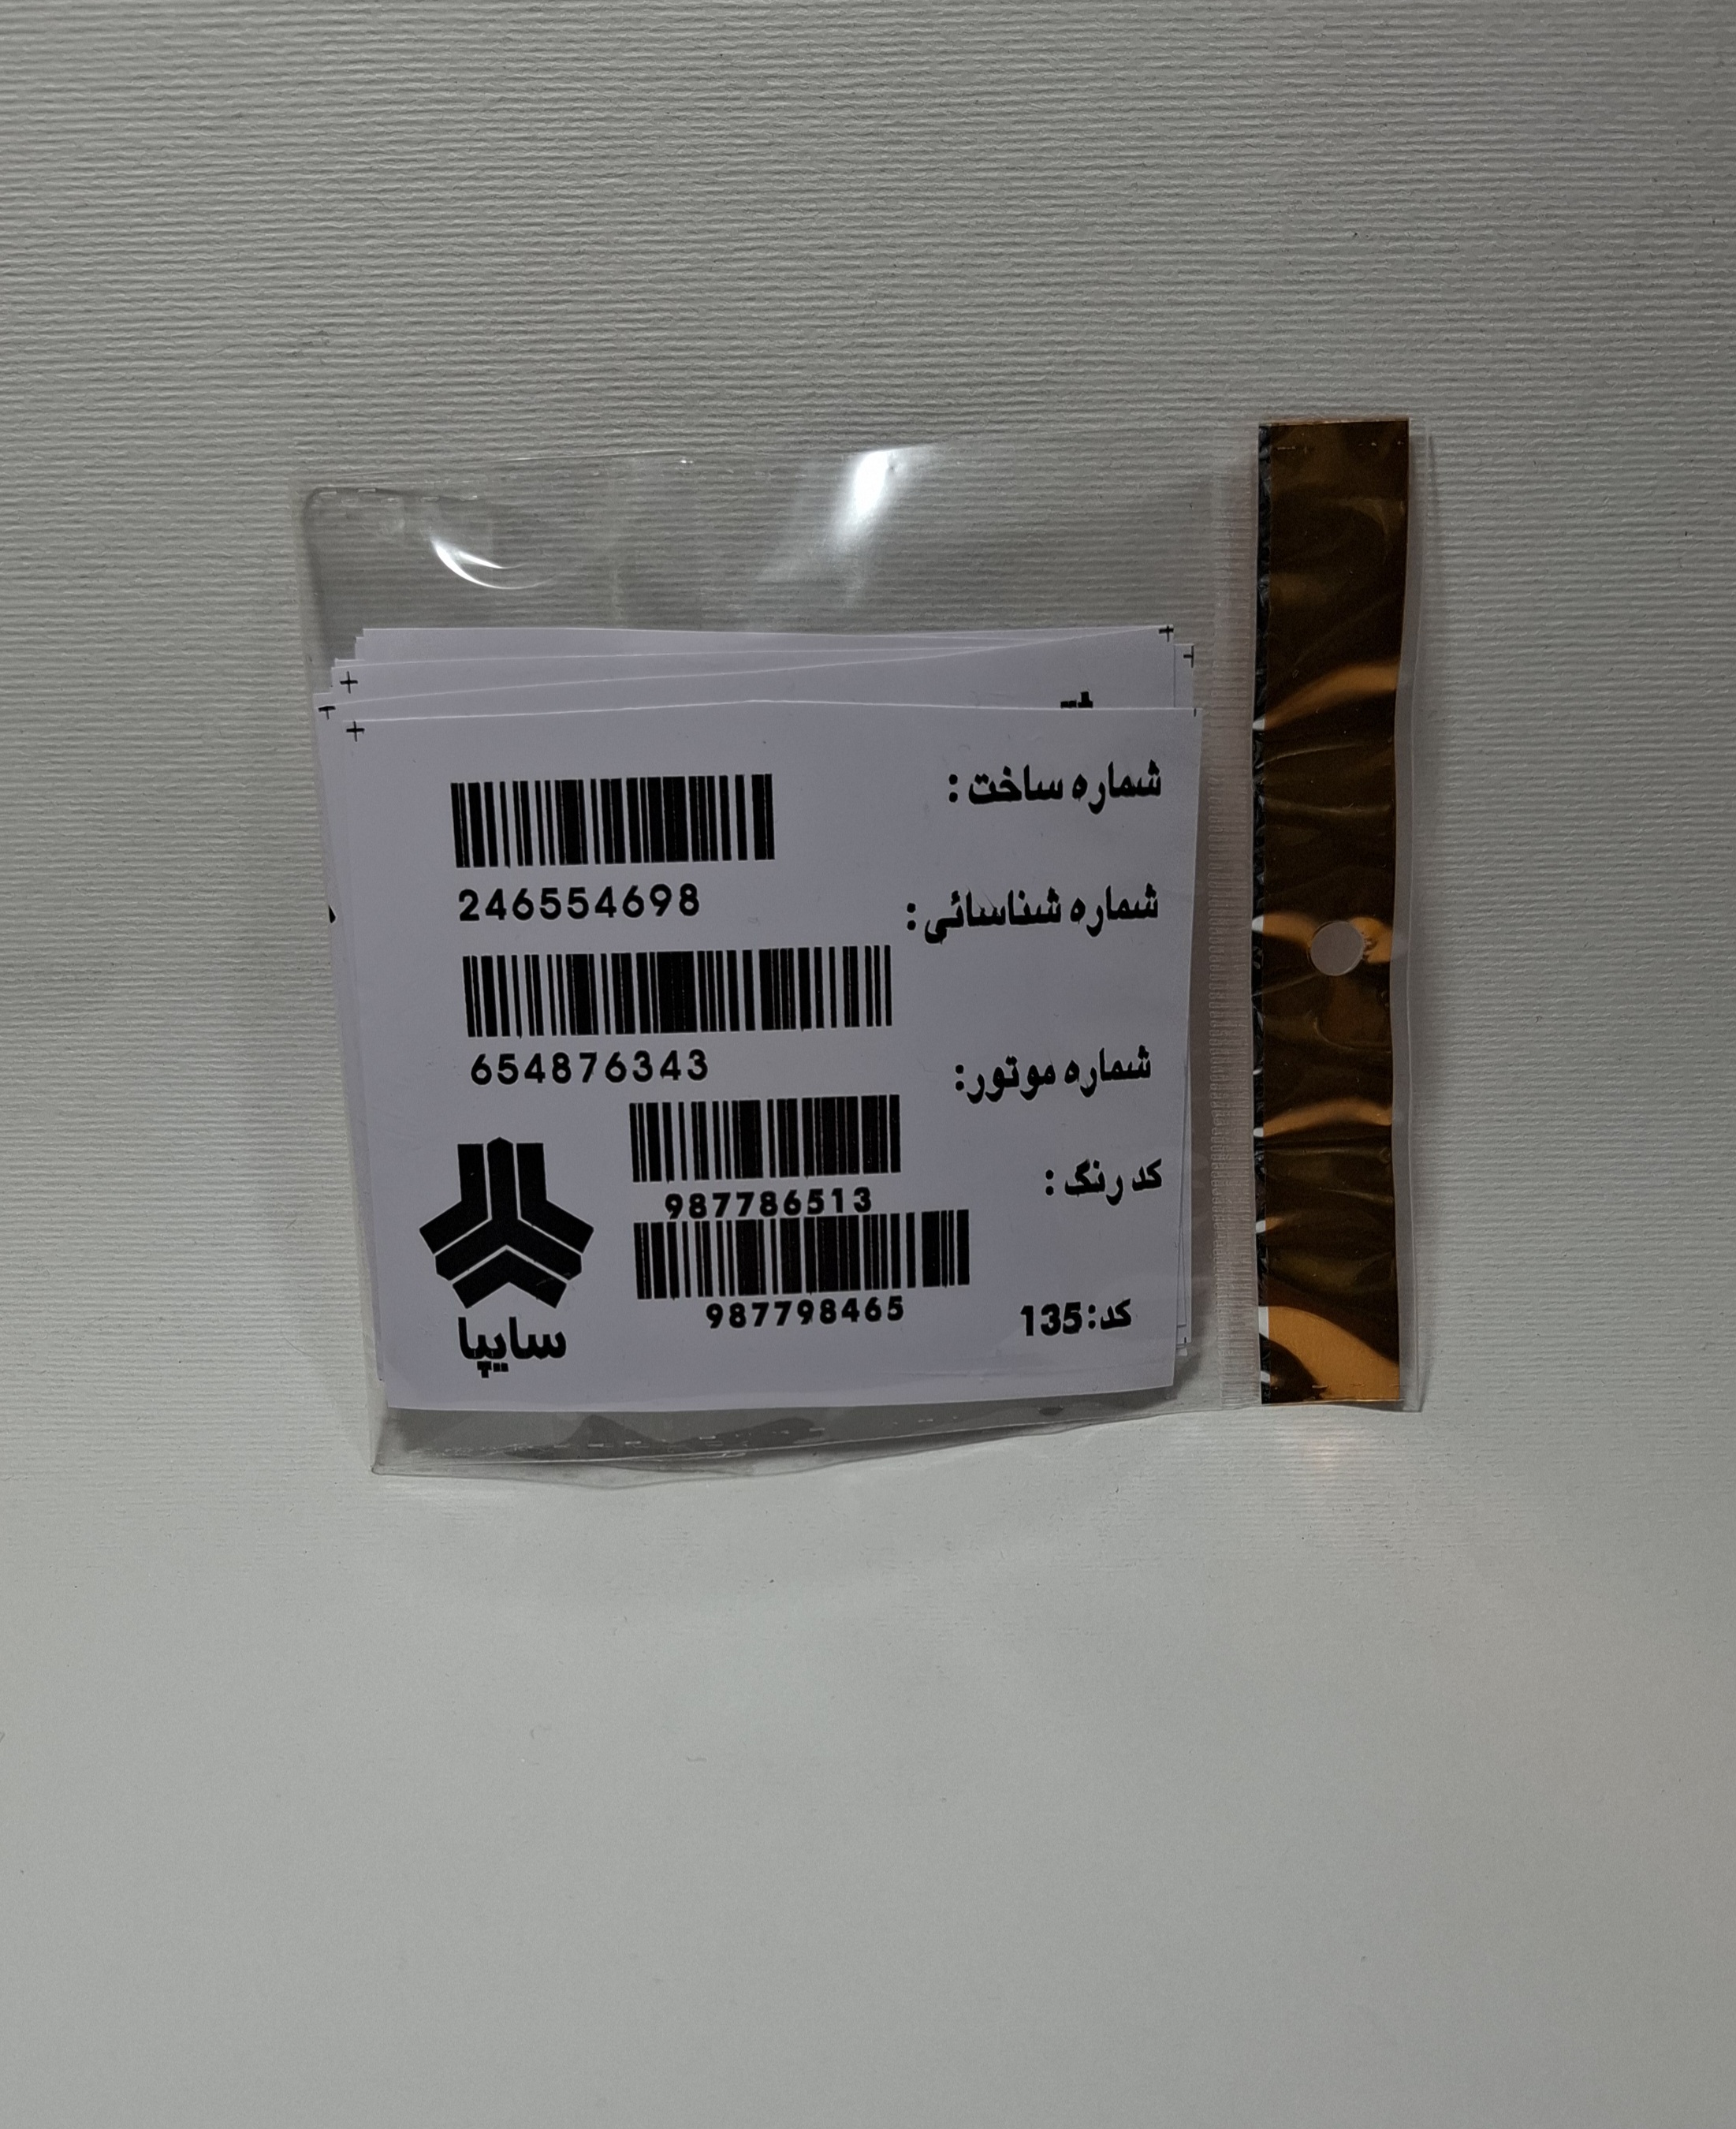 شماره ساخت :
246554698
شماره شناسائی :
654876343
شماره موتور:
987786513
کد رنگ :
987798465
کد:135
سایپا